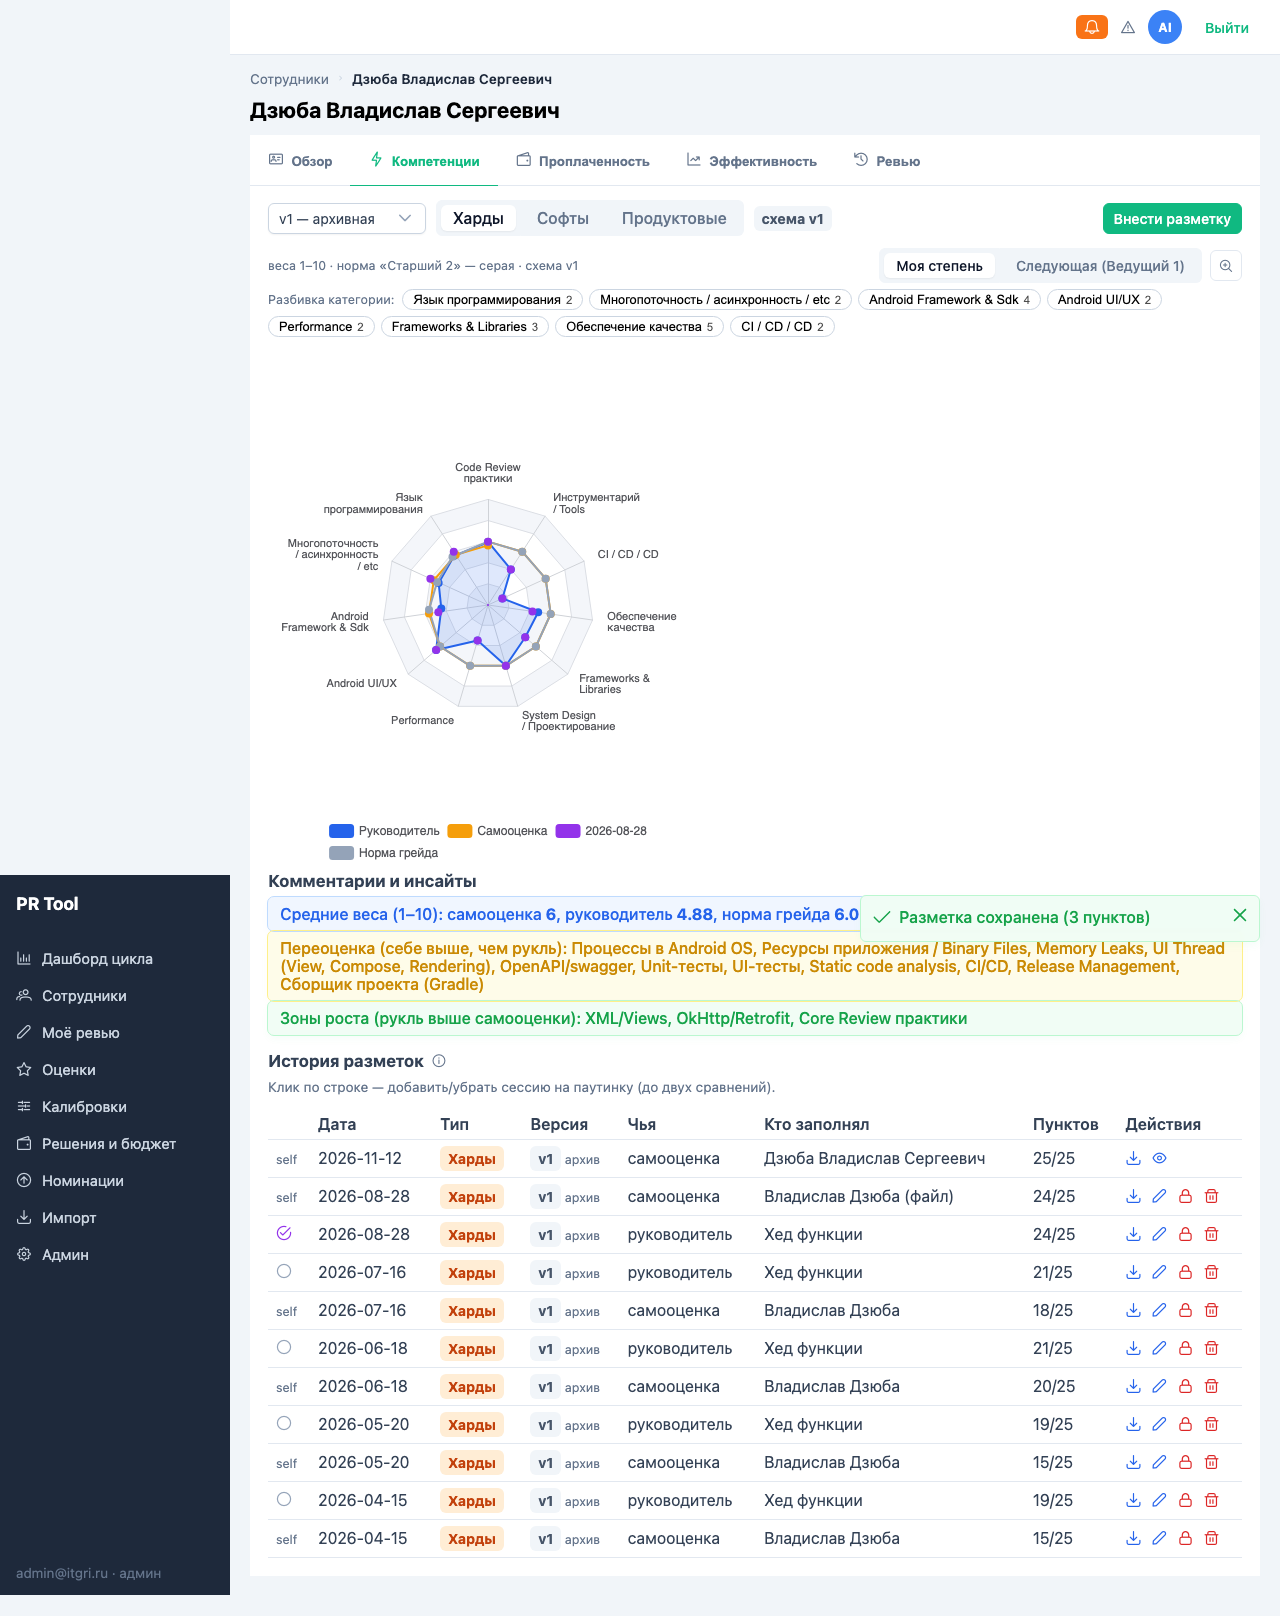 AI
Выйти
Сотрудники
Дзюба Владислав Сергеевич
Дзюба Владислав Сергеевич
Обзор
Компетенции
Проплаченность
Эффективность
Ревью
v1 — архивная
Харды
Софты
Продуктовые
схема v1
Внести разметку
веса 1–10 · норма «Старший 2» — серая · схема v1
Моя степень
Следующая (Ведущий 1)
Разбивка категории:
Язык программирования 2
Многопоточность / асинхронность / etc 2
Android Framework & Sdk 4
Android UI/UX 2
Performance 2
Frameworks & Libraries 3
Обеспечение качества 5
CI / CD / CD 2
Code Review
практики
Язык
программирования
Инструментарий
/ Tools
Многопоточность
/ асинхронность
/ etc
CI / CD / CD
Android
Framework & Sdk
Обеспечение
качества
Android UI/UX
Frameworks &
Libraries
Performance
System Design
/ Проектирование
Руководитель
Самооценка
2026-08-28
Норма грейда
Комментарии и инсайты
Средние веса (1–10): самооценка 6, руководитель 4.88, норма грейда 6.0
Разметка сохранена (3 пунктов)
Переоценка (себе выше, чем рукль): Процессы в Android OS, Ресурсы приложения / Binary Files, Memory Leaks, UI Thread
(View, Compose, Rendering), OpenAPI/swagger, Unit-тесты, UI-тесты, Static code analysis, CI/CD, Release Management,
Сборщик проекта (Gradle)
Зоны роста (рукль выше самооценки): XML/Views, OkHttp/Retrofit, Core Review практики
История разметок
Клик по строке — добавить/убрать сессию на паутинку (до двух сравнений).
Дата Тип Версия Чья Кто заполнял Пунктов Действия
self 2026-11-12 Харды v1 архив самооценка Дзюба Владислав Сергеевич 25/25
self 2026-08-28 Харды v1 архив самооценка Владислав Дзюба (файл) 24/25
2026-08-28 Харды v1 архив руководитель Хед функции 24/25
2026-07-16 Харды v1 архив руководитель Хед функции 21/25
self 2026-07-16 Харды v1 архив самооценка Владислав Дзюба 18/25
2026-06-18 Харды v1 архив руководитель Хед функции 21/25
self 2026-06-18 Харды v1 архив самооценка Владислав Дзюба 20/25
2026-05-20 Харды v1 архив руководитель Хед функции 19/25
self 2026-05-20 Харды v1 архив самооценка Владислав Дзюба 15/25
2026-04-15 Харды v1 архив руководитель Хед функции 19/25
self 2026-04-15 Харды v1 архив самооценка Владислав Дзюба 15/25
PR Tool
Дашборд цикла
Сотрудники
Моё ревью
Оценки
Калибровки
Решения и бюджет
Номинации
Импорт
Админ
admin@itgri.ru · админ